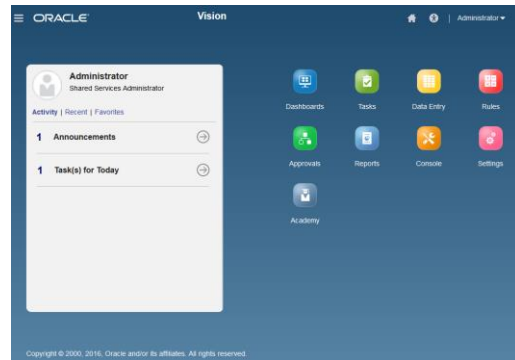 ORACLE
Vision
Administrator
Administrator
Shared Services Administrator
Activity | Recent | Favorites
1 Announcements
1 Task(s) for Today
Dashboards Tasks Data Entry Rules
Approvals Reports Console Settings
Academy
Copyright © 2000, 2016, Oracle and/or its affiliates. All rights reserved.